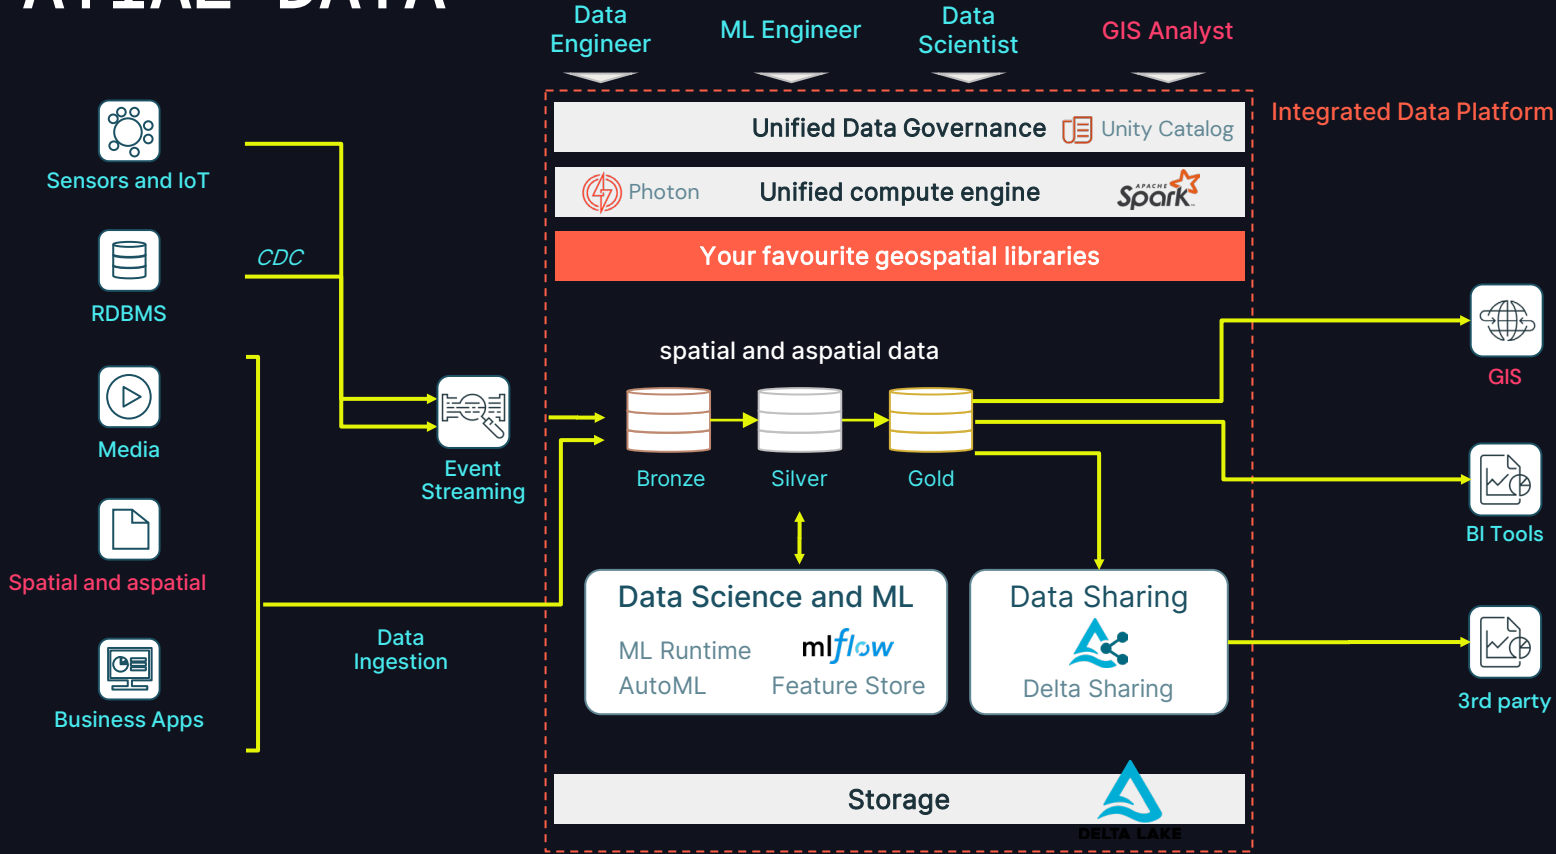 ATIAL DATA
Data
Engineer
ML Engineer
Data
Scientist
GIS Analyst
Integrated Data Platform
Unified Data Governance
Unity Catalog
Photon
Unified compute engine
APACHE
Spark
Your favourite geospatial libraries
Sensors and IoT
CDC
RDBMS
Media
Spatial and aspatial
Business Apps
Event
Streaming
Data
Ingestion
spatial and aspatial data
Bronze
Silver
Gold
Data Science and ML
ML Runtime
mlflow
AutoML
Feature Store
Data Sharing
Delta Sharing
GIS
BI Tools
3rd party
Storage
DELTA LAKE